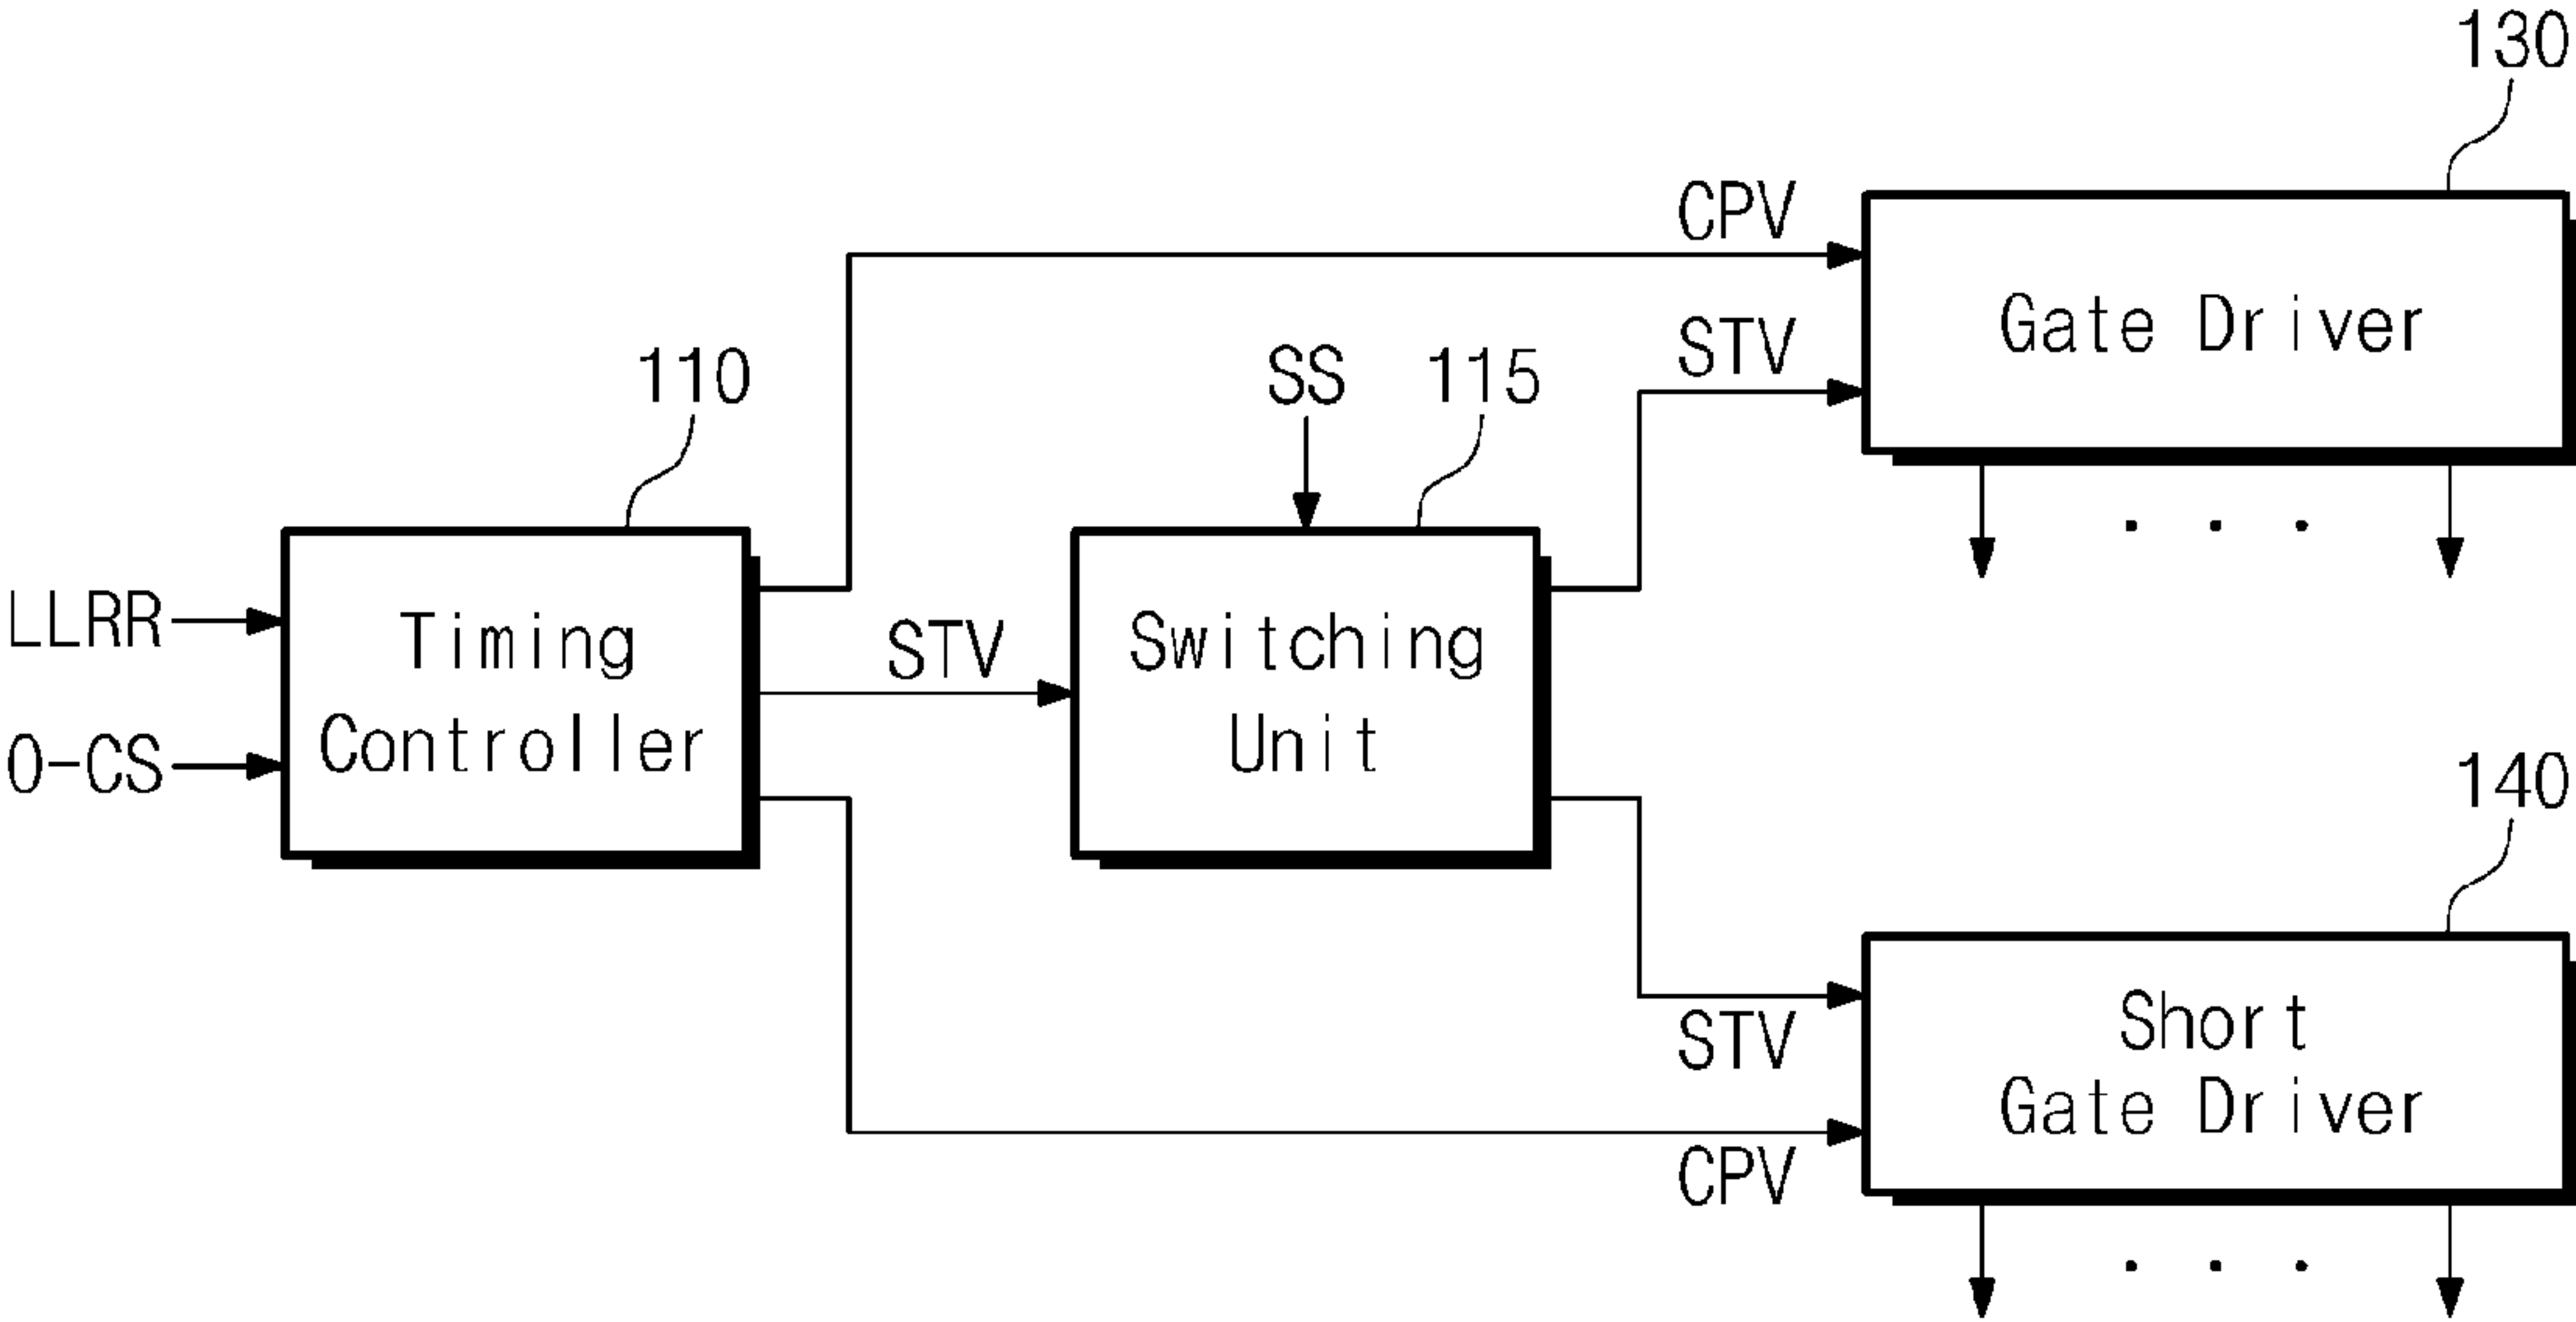 130
CPV
STV
Gate Driver
110
SS
115
LLRR
Timing
Controller
STV
Switching
Unit
O-CS
140
STV
Short
Gate Driver
CPV